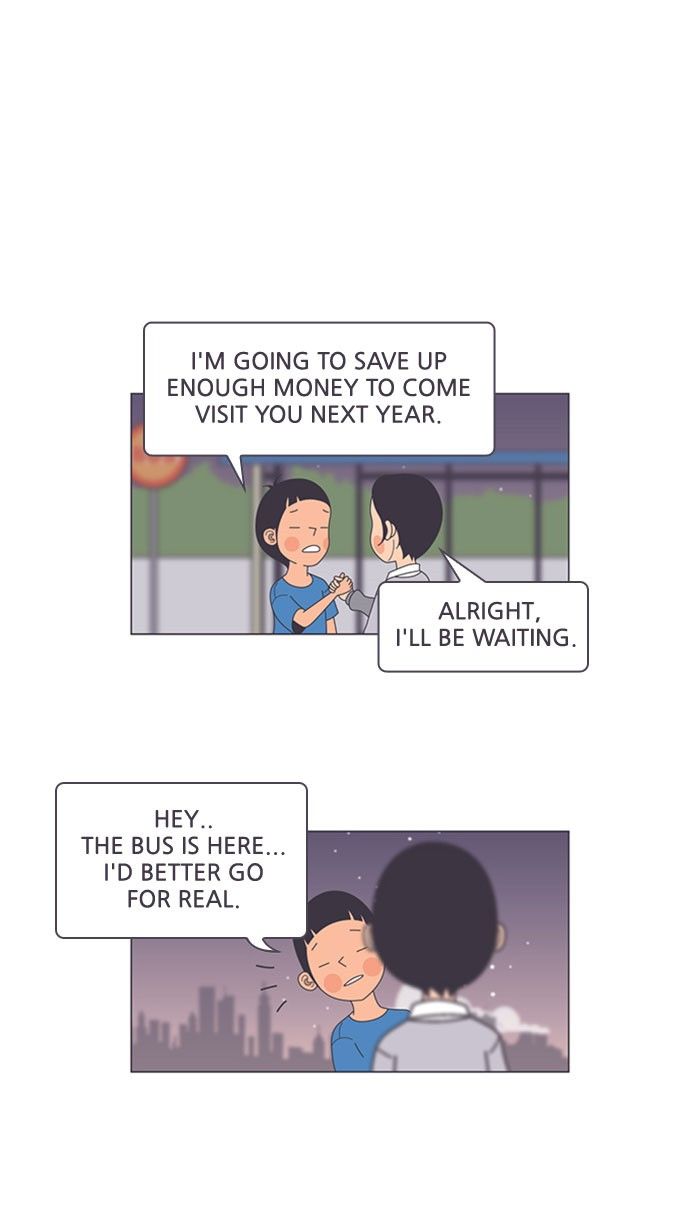 I'M GOING TO SAVE UP
ENOUGH MONEY TO COME
VISIT YOU NEXT YEAR.
ALRIGHT,
I'LL BE WAITING.
HEY..
THE BUS IS HERE...
I'D BETTER GO
FOR REAL.